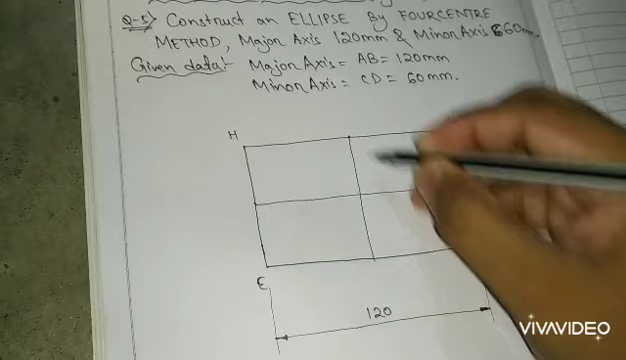 Q-5) Construct an ELLIPSE By FOURCENTRE
METHOD, Major Axis 120mm & Minor Axis 60mm.
Given data:- Major Axis = AB = 120mm
Minor Axis = CD = 60mm.
H
E
120
VIVAVIDEO